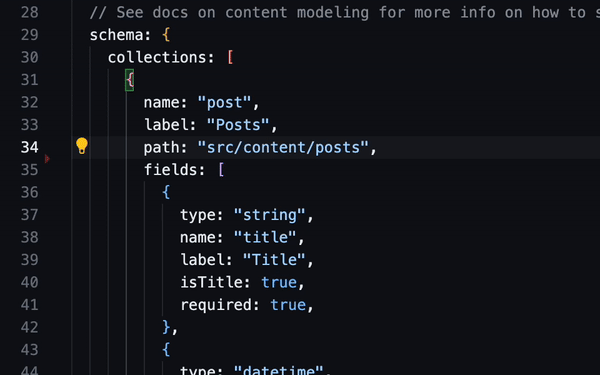 28 // See docs on content modeling for more info on how to s
29 schema: {
30 collections: [
31 {
32 name: "post",
33 label: "Posts",
34 path: "src/content/posts",
35 fields: [
36 {
37 type: "string",
38 name: "title",
39 label: "Title",
40 isTitle: true,
41 required: true,
42 },
43 {
44 type: "datetime",